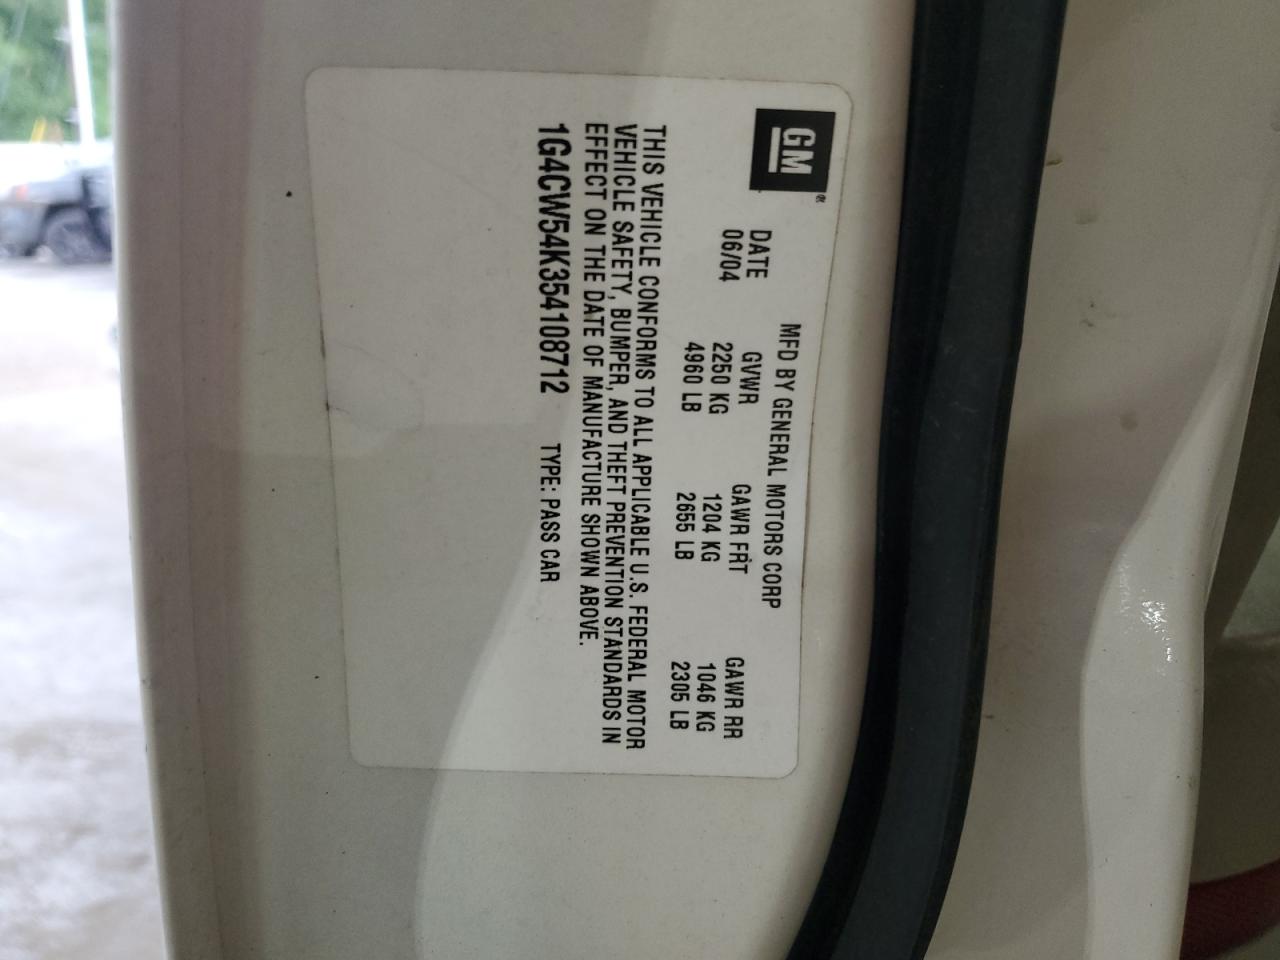 GM®
MFD BY GENERAL MOTORS CORP
DATE GVWR GAWR FRT GAWR RR
06/04 2250 KG 1204 KG 1046 KG
4960 LB 2655 LB 2305 LB
THIS VEHICLE CONFORMS TO ALL APPLICABLE U.S. FEDERAL MOTOR
VEHICLE SAFETY, BUMPER, AND THEFT PREVENTION STANDARDS IN
EFFECT ON THE DATE OF MANUFACTURE SHOWN ABOVE.
1G4CW54K354108712 TYPE: PASS CAR